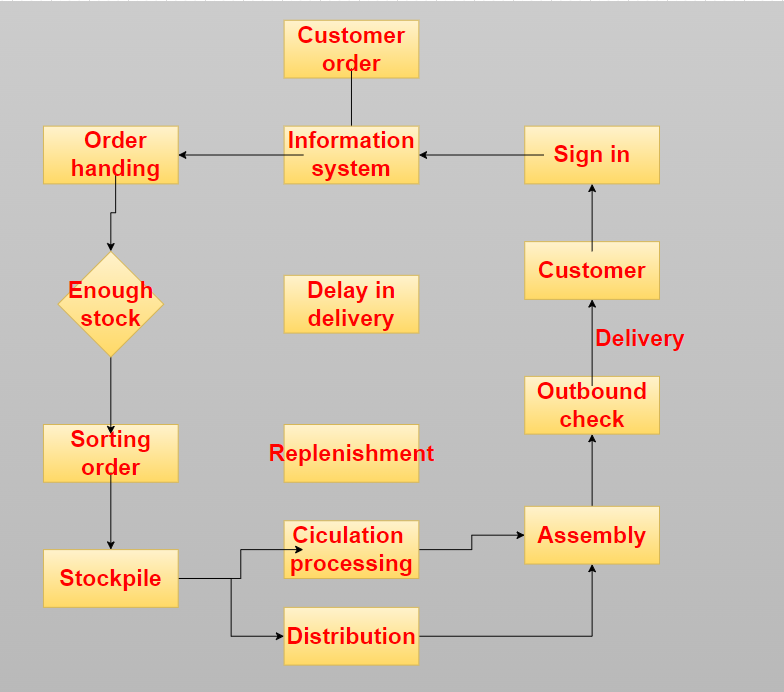 Customer
order
Order
handing
Information
system
Sign in
Enough
stock
Delay in
delivery
Customer
Delivery
Outbound
check
Sorting
order
Replenishment
Ciculation
processing
Assembly
Stockpile
Distribution